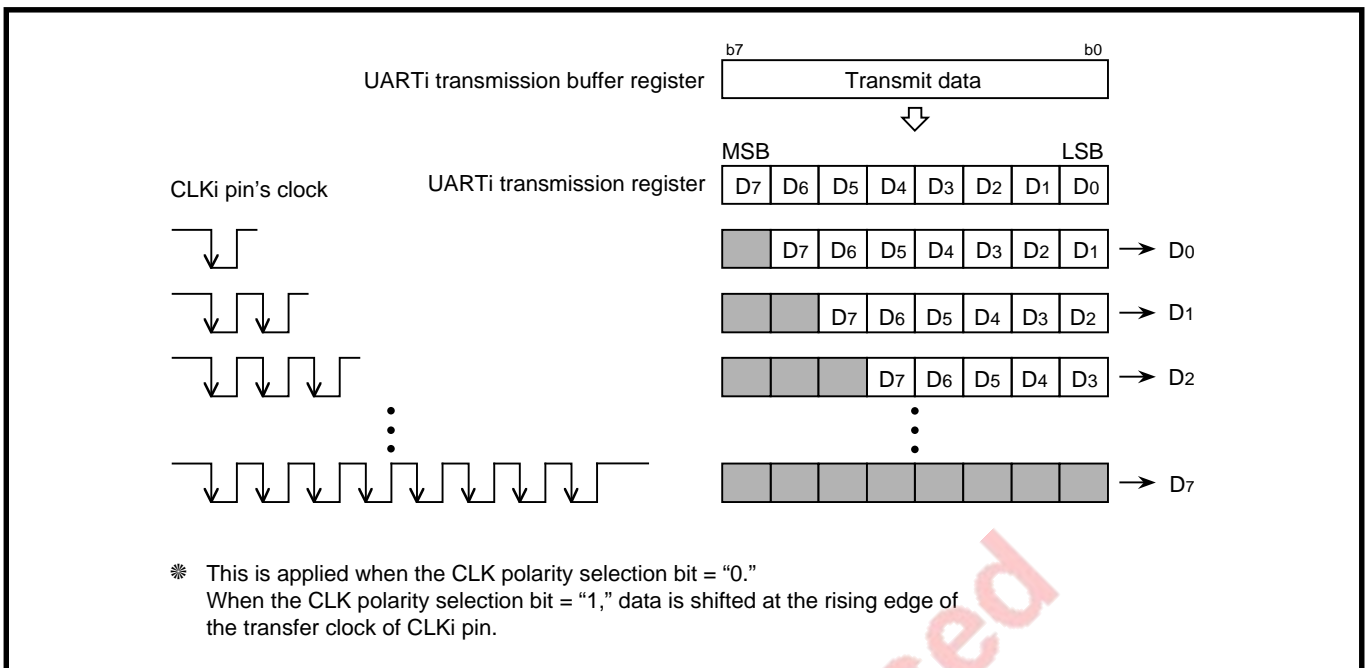 b7 b0
UARTi transmission buffer register Transmit data
MSB LSB
CLKi pin's clock UARTi transmission register D7 D6 D5 D4 D3 D2 D1 D0
D7 D6 D5 D4 D3 D2 D1 → D0
D7 D6 D5 D4 D3 D2 → D1
D7 D6 D5 D4 D3 → D2
→ D7
❊ This is applied when the CLK polarity selection bit = “0.”
When the CLK polarity selection bit = “1,” data is shifted at the rising edge of
the transfer clock of CLKi pin.